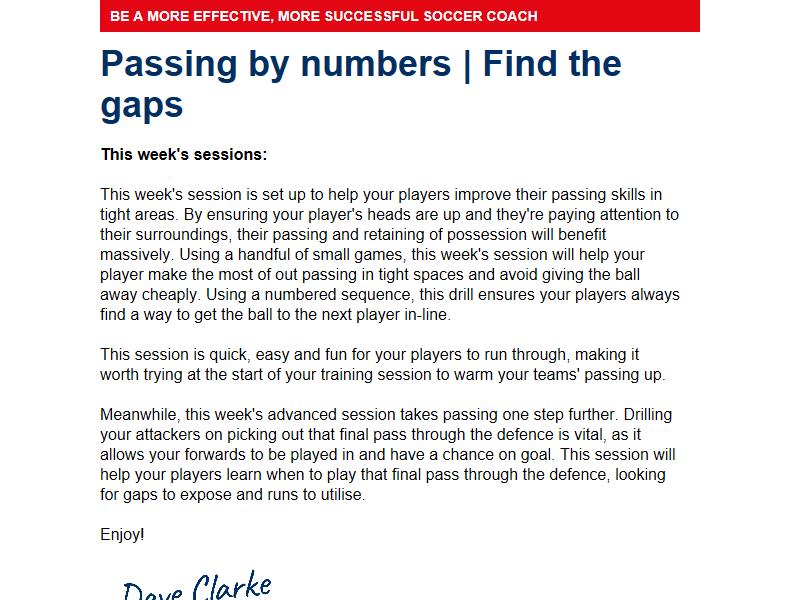 BE A MORE EFFECTIVE, MORE SUCCESSFUL SOCCER COACH
Passing by numbers | Find the
gaps
This week's sessions:
This week's session is set up to help your players improve their passing skills in
tight areas. By ensuring your player's heads are up and they're paying attention to
their surroundings, their passing and retaining of possession will benefit
massively. Using a handful of small games, this week's session will help your
player make the most of out passing in tight spaces and avoid giving the ball
away cheaply. Using a numbered sequence, this drill ensures your players always
find a way to get the ball to the next player in-line.
This session is quick, easy and fun for your players to run through, making it
worth trying at the start of your training session to warm your teams' passing up.
Meanwhile, this week's advanced session takes passing one step further. Drilling
your attackers on picking out that final pass through the defence is vital, as it
allows your forwards to be played in and have a chance on goal. This session will
help your players learn when to play that final pass through the defence, looking
for gaps to expose and runs to utilise.
Enjoy!
Dave Clarke